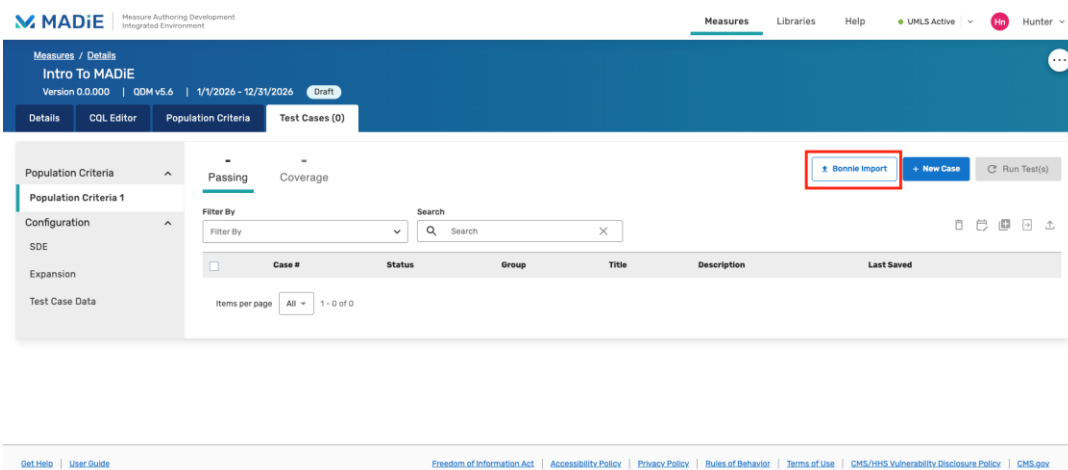 MADiE Measure Authoring Development
Integrated Environment
Measures Libraries Help UMLS Active Hn Hunter
Measures / Details
Intro To MADiE
Version 0.0.000 | QDM v5.6 | 1/1/2026 - 12/31/2026 Draft
Details CQL Editor Population Criteria Test Cases (0)
Population Criteria
Population Criteria 1
Configuration
SDE
Expansion
Test Case Data
- -
Passing Coverage
Bonnie Import + New Case Run Test(s)
Filter By Search
Filter By Search
Case # Status Group Title Description Last Saved
Items per page All 1 - 0 of 0
Get Help | User Guide Freedom of Information Act | Accessibility Policy | Privacy Policy | Rules of Behavior | Terms of Use | CMS/HHS Vulnerability Disclosure Policy | CMS.gov